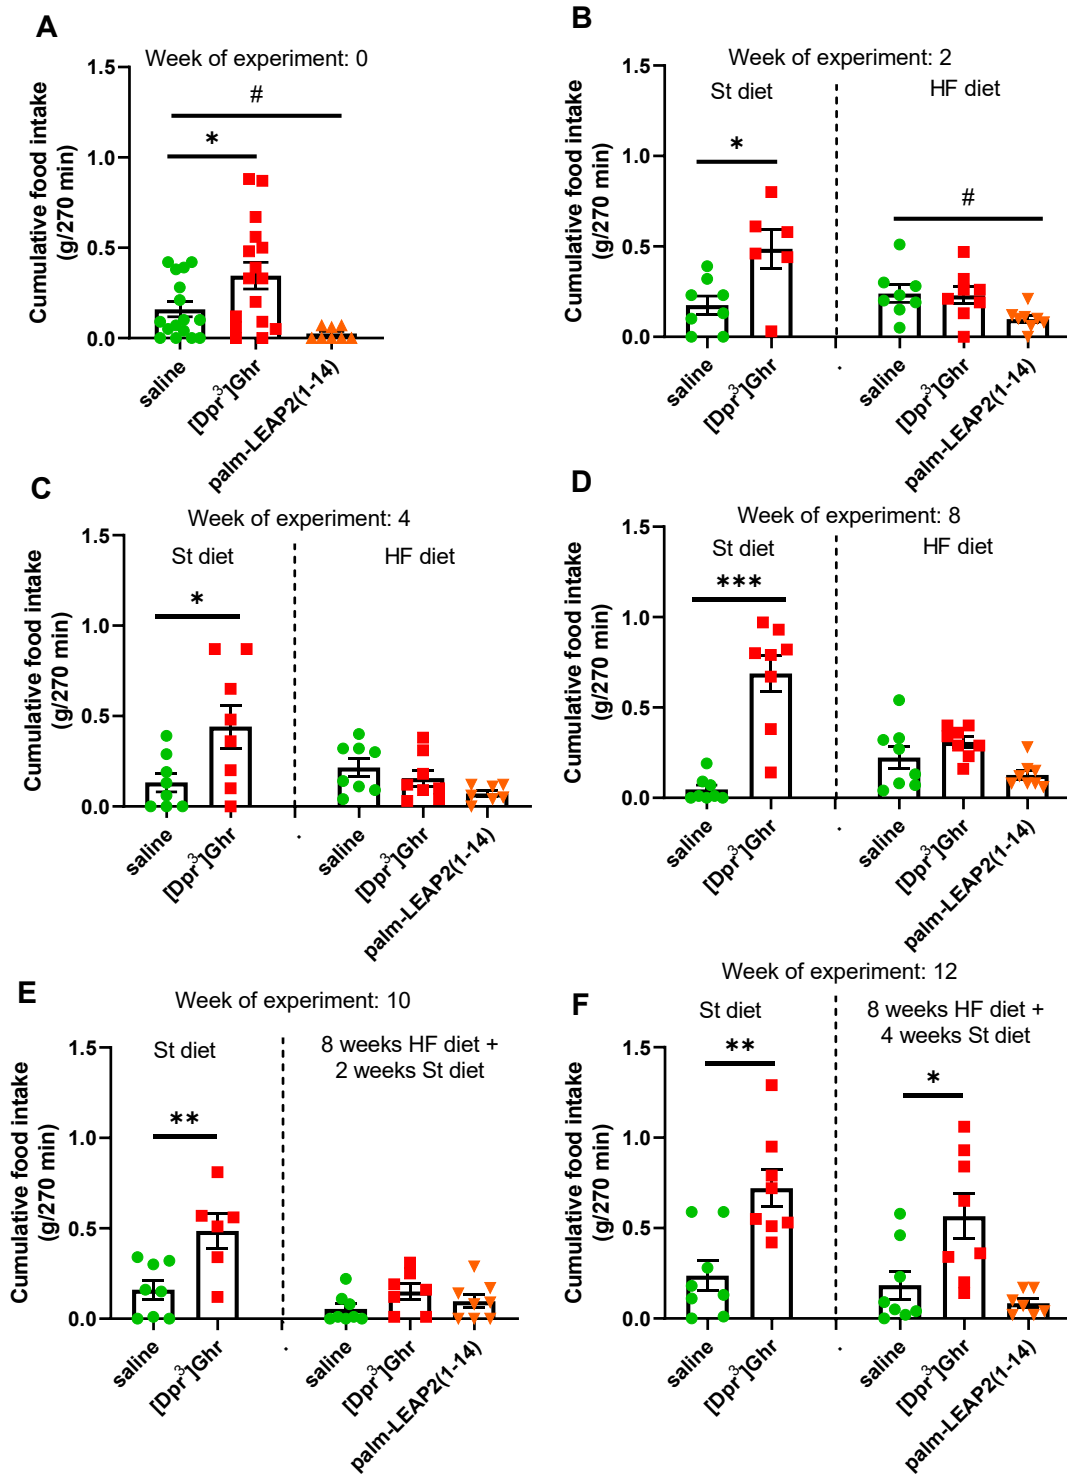 A
Week of experiment: 0
Cumulative food intake
(g/270 min)
1.5
1.0
0.5
0.0
#
*
saline
[Dpr³]Ghr
palm-LEAP2(1-14)
B
Week of experiment: 2
St diet
HF diet
Cumulative food intake
(g/270 min)
1.5
1.0
0.5
0.0
*
#
saline
[Dpr³]Ghr
.
saline
[Dpr³]Ghr
palm-LEAP2(1-14)
C
Week of experiment: 4
St diet
HF diet
Cumulative food intake
(g/270 min)
1.5
1.0
0.5
0.0
*
saline
[Dpr³]Ghr
.
saline
[Dpr³]Ghr
palm-LEAP2(1-14)
D
Week of experiment: 8
St diet
HF diet
Cumulative food intake
(g/270 min)
1.5
1.0
0.5
0.0
***
saline
[Dpr³]Ghr
.
saline
[Dpr³]Ghr
palm-LEAP2(1-14)
E
Week of experiment: 10
St diet
8 weeks HF diet +
2 weeks St diet
Cumulative food intake
(g/270 min)
1.5
1.0
0.5
0.0
**
saline
[Dpr³]Ghr
.
saline
[Dpr³]Ghr
palm-LEAP2(1-14)
F
Week of experiment: 12
St diet
8 weeks HF diet +
4 weeks St diet
Cumulative food intake
(g/270 min)
1.5
1.0
0.5
0.0
**
*
saline
[Dpr³]Ghr
.
saline
[Dpr³]Ghr
palm-LEAP2(1-14)